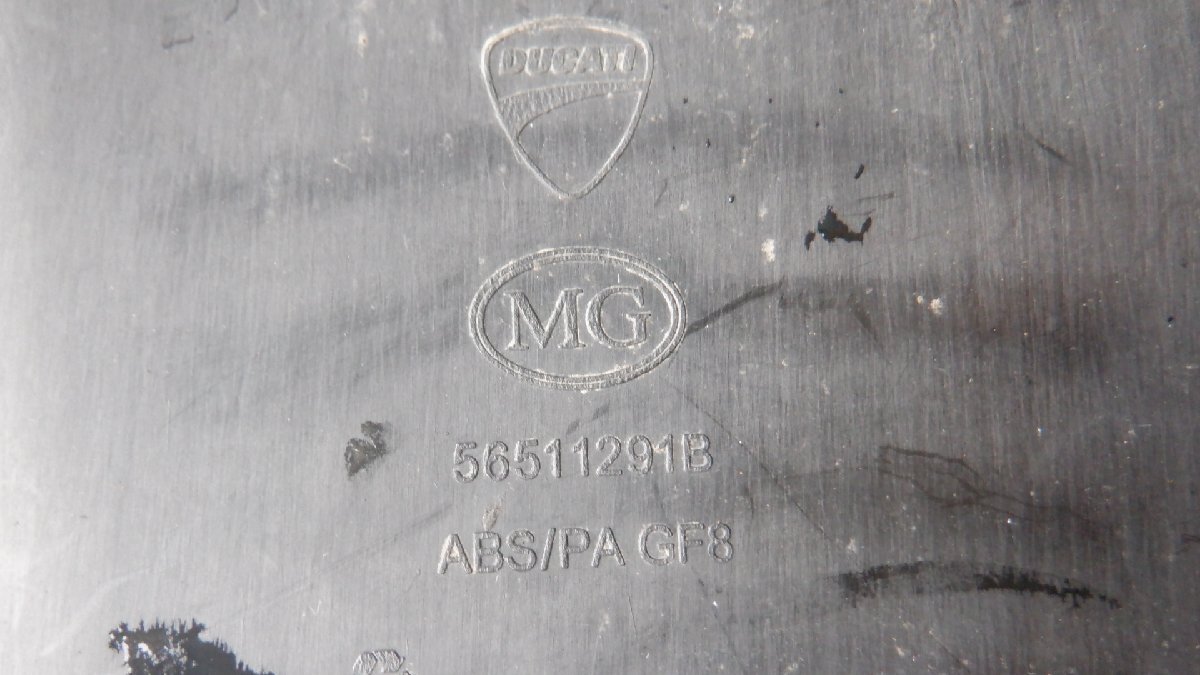 DUCATI
MG
56511291B
ABS/PA GF8